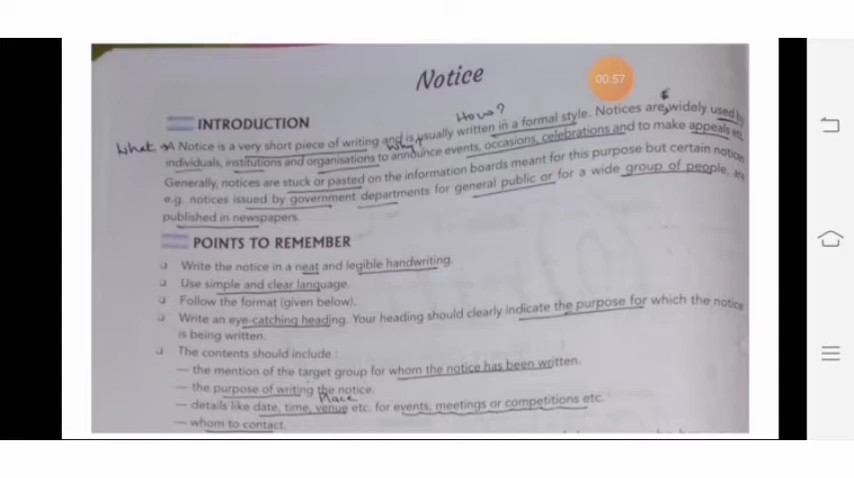 Notice
00:57
How?
INTRODUCTION
What → A Notice is a very short piece of writing and is usually written in a formal style. Notices are widely used by
Why
individuals, institutions and organisations to announce events, occasions, celebrations and to make appeals etc.
Generally, notices are stuck or pasted on the information boards meant for this purpose but certain notices
e.g. notices issued by government departments for general public or for a wide group of people, are
published in newspapers.
POINTS TO REMEMBER
Write the notice in a neat and legible handwriting.
Use simple and clear language.
Follow the format (given below).
Write an eye-catching heading. Your heading should clearly indicate the purpose for which the notice
is being written.
The contents should include :
— the mention of the target group for whom the notice has been written.
— the purpose of writing the notice.
Place
— details like date, time, venue etc. for events, meetings or competitions etc.
— whom to contact.